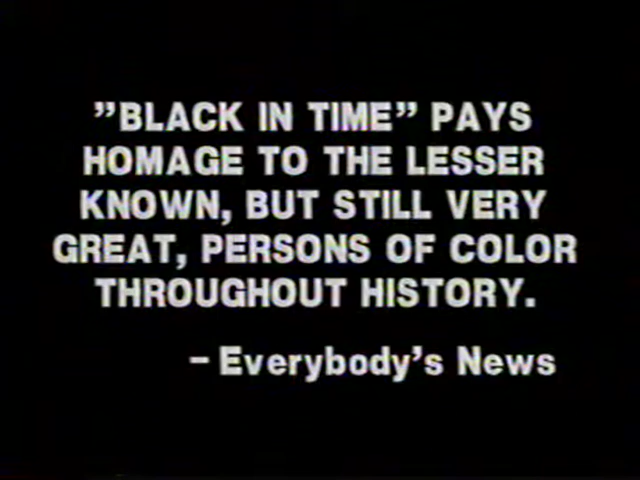 ”BLACK IN TIME” PAYS
HOMAGE TO THE LESSER
KNOWN, BUT STILL VERY
GREAT, PERSONS OF COLOR
THROUGHOUT HISTORY.
– Everybody’s News